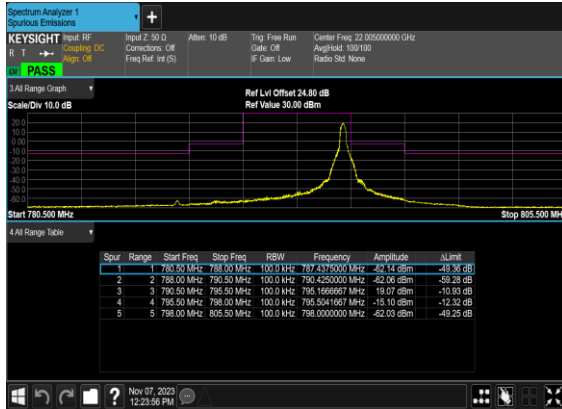 Spectrum Analyzer 1
Spurious Emissions
KEYSIGHT
R T
Input: RF
Coupling: DC
Align: Off
Input Z: 50 Ω
Corrections: Off
Freq Ref: Int (S)
Atten: 10 dB
Trig: Free Run
Gate: Off
IF Gain: Low
Center Freq: 22.005000000 GHz
Avg|Hold: 100/100
Radio Std: None
PASS
3 All Range Graph
Scale/Div 10.0 dB
Ref Lvl Offset 24.80 dB
Ref Value 30.00 dBm
20.0
10.0
0.00
-10.0
-20.0
-30.0
-40.0
-50.0
-60.0
Start 780.500 MHz
Stop 805.500 MHz
4 All Range Table
Spur Range Start Freq Stop Freq RBW Frequency Amplitude ΔLimit
1 1 780.50 MHz 788.00 MHz 100.0 kHz 787.4375000 MHz -62.14 dBm -49.36 dB
2 2 788.00 MHz 790.50 MHz 100.0 kHz 790.4250000 MHz -62.06 dBm -59.28 dB
3 3 790.50 MHz 795.50 MHz 100.0 kHz 795.1666667 MHz 19.07 dBm -10.93 dB
4 4 795.50 MHz 798.00 MHz 100.0 kHz 795.5041667 MHz -15.10 dBm -12.32 dB
5 5 798.00 MHz 805.50 MHz 100.0 kHz 798.0000000 MHz -62.03 dBm -49.25 dB
?
Nov 07, 2023
12:23:56 PM